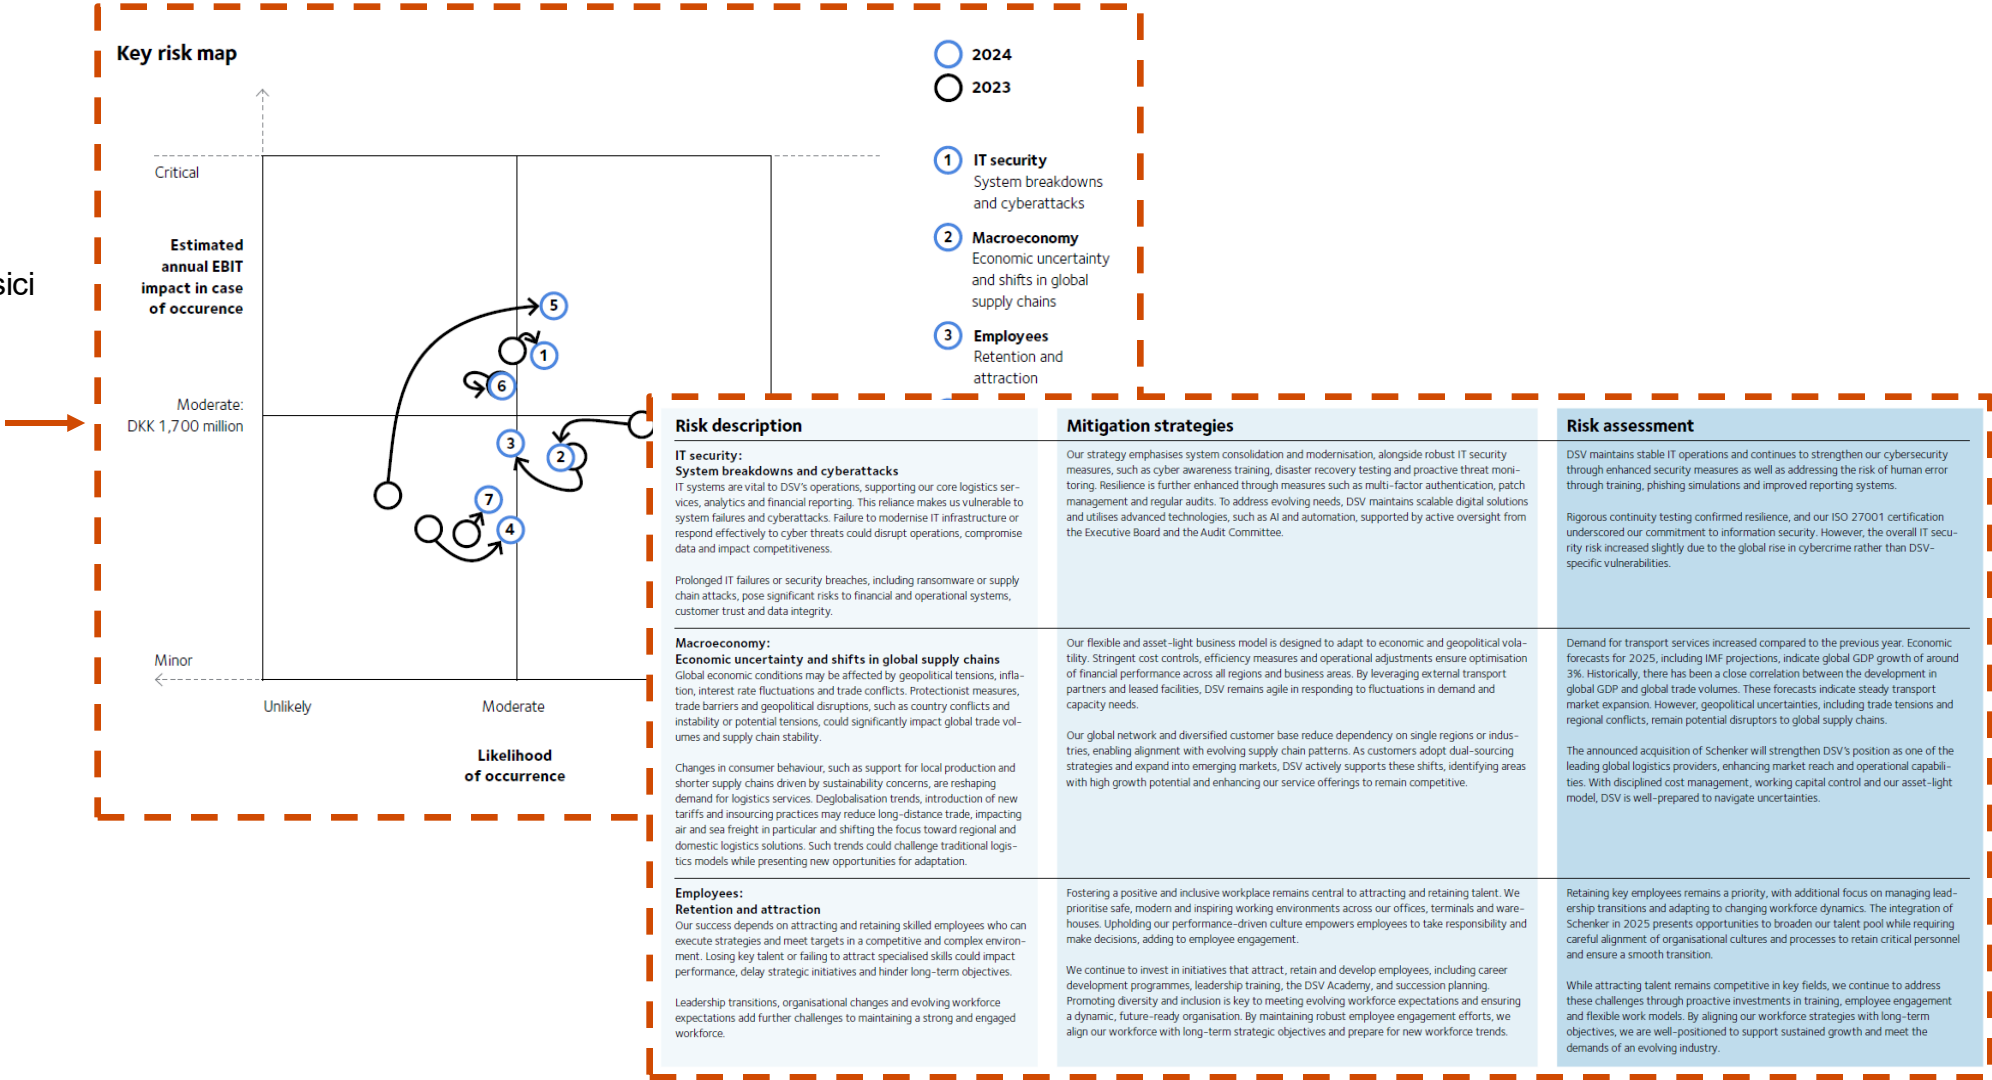 sici
Key risk map
2024
2023
Critical
Estimated
annual EBIT
impact in case
of occurence
Moderate:
DKK 1,700 million
Minor
Unlikely
Moderate
Likelihood
of occurrence
5
1
6
3
2
7
4
1
IT security
System breakdowns
and cyberattacks
2
Macroeconomy
Economic uncertainty
and shifts in global
supply chains
3
Employees
Retention and
attraction
Risk description
Mitigation strategies
Risk assessment
IT security:
System breakdowns and cyberattacks
IT systems are vital to DSV's operations, supporting our core logistics ser-
vices, analytics and financial reporting. This reliance makes us vulnerable to
system failures and cyberattacks. Failure to modernise IT infrastructure or
respond effectively to cyber threats could disrupt operations, compromise
data and impact competitiveness.
Prolonged IT failures or security breaches, including ransomware or supply
chain attacks, pose significant risks to financial and operational systems,
customer trust and data integrity.
Our strategy emphasises system consolidation and modernisation, alongside robust IT security
measures, such as cyber awareness training, disaster recovery testing and proactive threat moni-
toring. Resilience is further enhanced through measures such as multi-factor authentication, patch
management and regular audits. To address evolving needs, DSV maintains scalable digital solutions
and utilises advanced technologies, such as AI and automation, supported by active oversight from
the Executive Board and the Audit Committee.
DSV maintains stable IT operations and continues to strengthen our cybersecurity
through enhanced security measures as well as addressing the risk of human error
through training, phishing simulations and improved reporting systems.
Rigorous continuity testing confirmed resilience, and our ISO 27001 certification
underscored our commitment to information security. However, the overall IT secu-
rity risk increased slightly due to the global rise in cybercrime rather than DSV-
specific vulnerabilities.
Macroeconomy:
Economic uncertainty and shifts in global supply chains
Global economic conditions may be affected by geopolitical tensions, infla-
tion, interest rate fluctuations and trade conflicts. Protectionist measures,
trade barriers and geopolitical disruptions, such as country conflicts and
instability or potential tensions, could significantly impact global trade vol-
umes and supply chain stability.
Changes in consumer behaviour, such as support for local production and
shorter supply chains driven by sustainability concerns, are reshaping
demand for logistics services. Deglobalisation trends, introduction of new
tariffs and insourcing practices may reduce long-distance trade, impacting
air and sea freight in particular and shifting the focus toward regional and
domestic logistics solutions. Such trends could challenge traditional logis-
tics models while presenting new opportunities for adaptation.
Our flexible and asset-light business model is designed to adapt to economic and geopolitical vola-
tility. Stringent cost controls, efficiency measures and operational adjustments ensure optimisation
of financial performance across all regions and business areas. By leveraging external transport
partners and leased facilities, DSV remains agile in responding to fluctuations in demand and
capacity needs.
Our global network and diversified customer base reduce dependency on single regions or indus-
tries, enabling alignment with evolving supply chain patterns. As customers adopt dual-sourcing
strategies and expand into emerging markets, DSV actively supports these shifts, identifying areas
with high growth potential and enhancing our service offerings to remain competitive.
Demand for transport services increased compared to the previous year. Economic
forecasts for 2025, including IMF projections, indicate global GDP growth of around
3%. Historically, there has been a close correlation between the development in
global GDP and global trade volumes. These forecasts indicate steady transport
market expansion. However, geopolitical uncertainties, including trade tensions and
regional conflicts, remain potential disruptors to global supply chains.
The announced acquisition of Schenker will strengthen DSV's position as one of the
leading global logistics providers, enhancing market reach and operational capabili-
ties. With disciplined cost management, working capital control and our asset-light
model, DSV is well-prepared to navigate uncertainties.
Employees:
Retention and attraction
Our success depends on attracting and retaining skilled employees who can
execute strategies and meet targets in a competitive and complex environ-
ment. Losing key talent or failing to attract specialised skills could impact
performance, delay strategic initiatives and hinder long-term objectives.
Leadership transitions, organisational changes and evolving workforce
expectations add further challenges to maintaining a strong and engaged
workforce.
Fostering a positive and inclusive workplace remains central to attracting and retaining talent. We
prioritise safe, modern and inspiring working environments across our offices, terminals and ware-
houses. Upholding our performance-driven culture empowers employees to take responsibility and
make decisions, adding to employee engagement.
We continue to invest in initiatives that attract, retain and develop employees, including career
development programmes, leadership training, the DSV Academy, and succession planning.
Promoting diversity and inclusion is key to meeting evolving workforce expectations and ensuring
a dynamic, future-ready organisation. By maintaining robust employee engagement efforts, we
align our workforce with long-term strategic objectives and prepare for new workforce trends.
Retaining key employees remains a priority, with additional focus on managing lead-
ership transitions and adapting to changing workforce dynamics. The integration of
Schenker in 2025 presents opportunities to broaden our talent pool while requiring
careful alignment of organisational cultures and processes to retain critical personnel
and ensure a smooth transition.
While attracting talent remains competitive in key fields, we continue to address
these challenges through proactive investments in training, employee engagement
and flexible work models. By aligning our workforce strategies with long-term
objectives, we are well-positioned to support sustained growth and meet the
demands of an evolving industry.